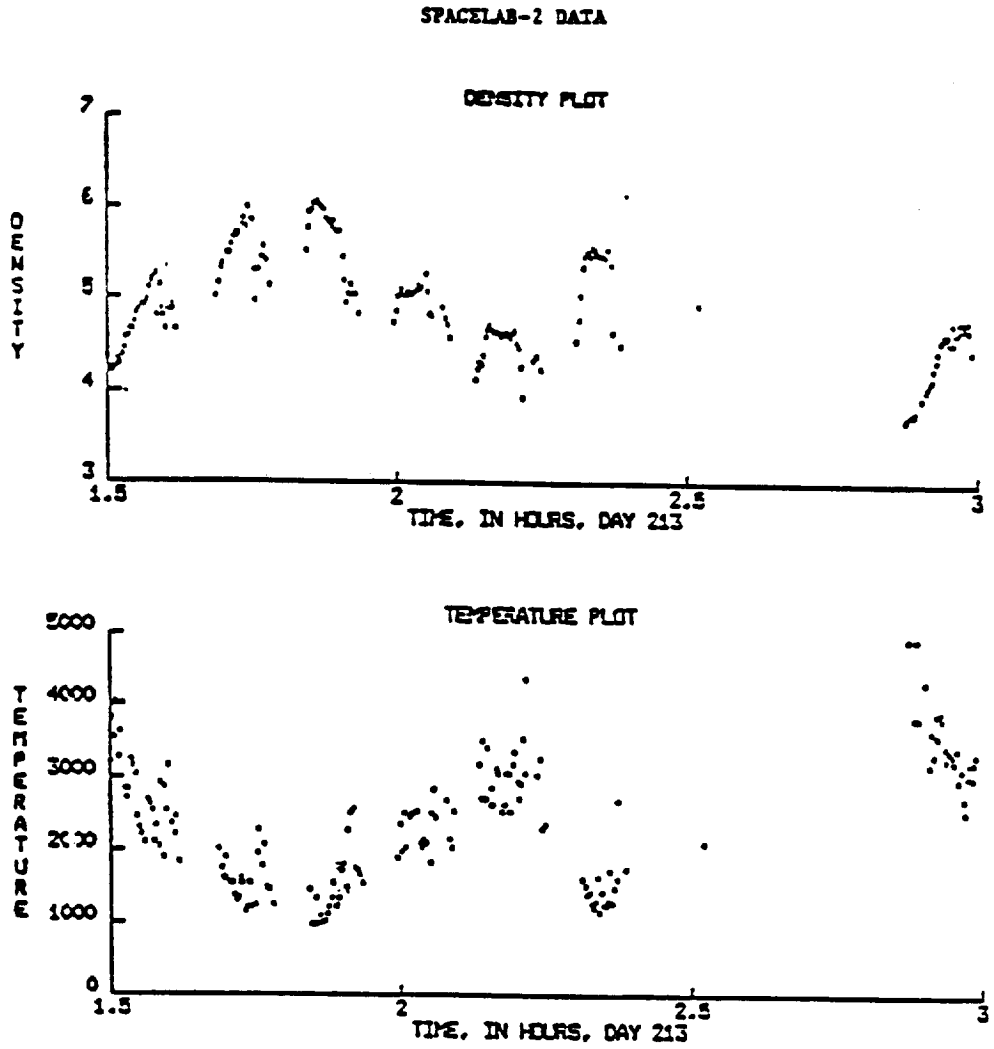 SPACELAB-2 DATA
DENSITY PLOT
7
6
5
4
3
DENSITY
1.5 2 2.5 3
TIME, IN HOURS, DAY 213
TEMPERATURE PLOT
5000
4000
3000
2000
1000
0
TEMPERATURE
1.5 2 2.5 3
TIME, IN HOURS, DAY 213